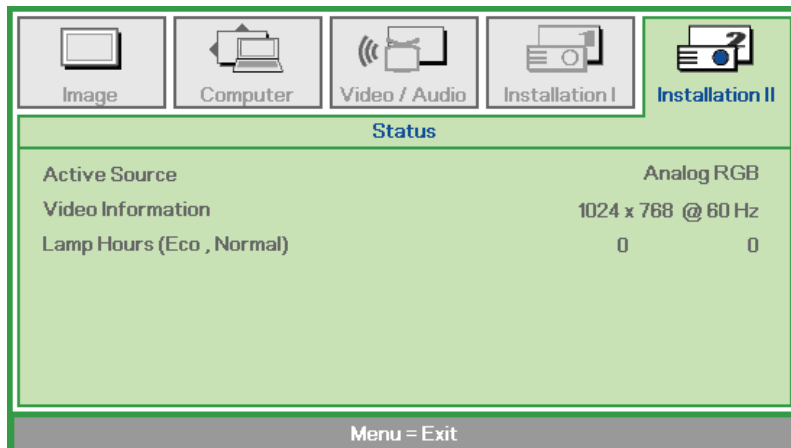 Image Computer Video / Audio Installation I Installation II
Status
Active Source Analog RGB
Video Information 1024 x 768 @ 60 Hz
Lamp Hours (Eco , Normal) 0 0
Menu = Exit